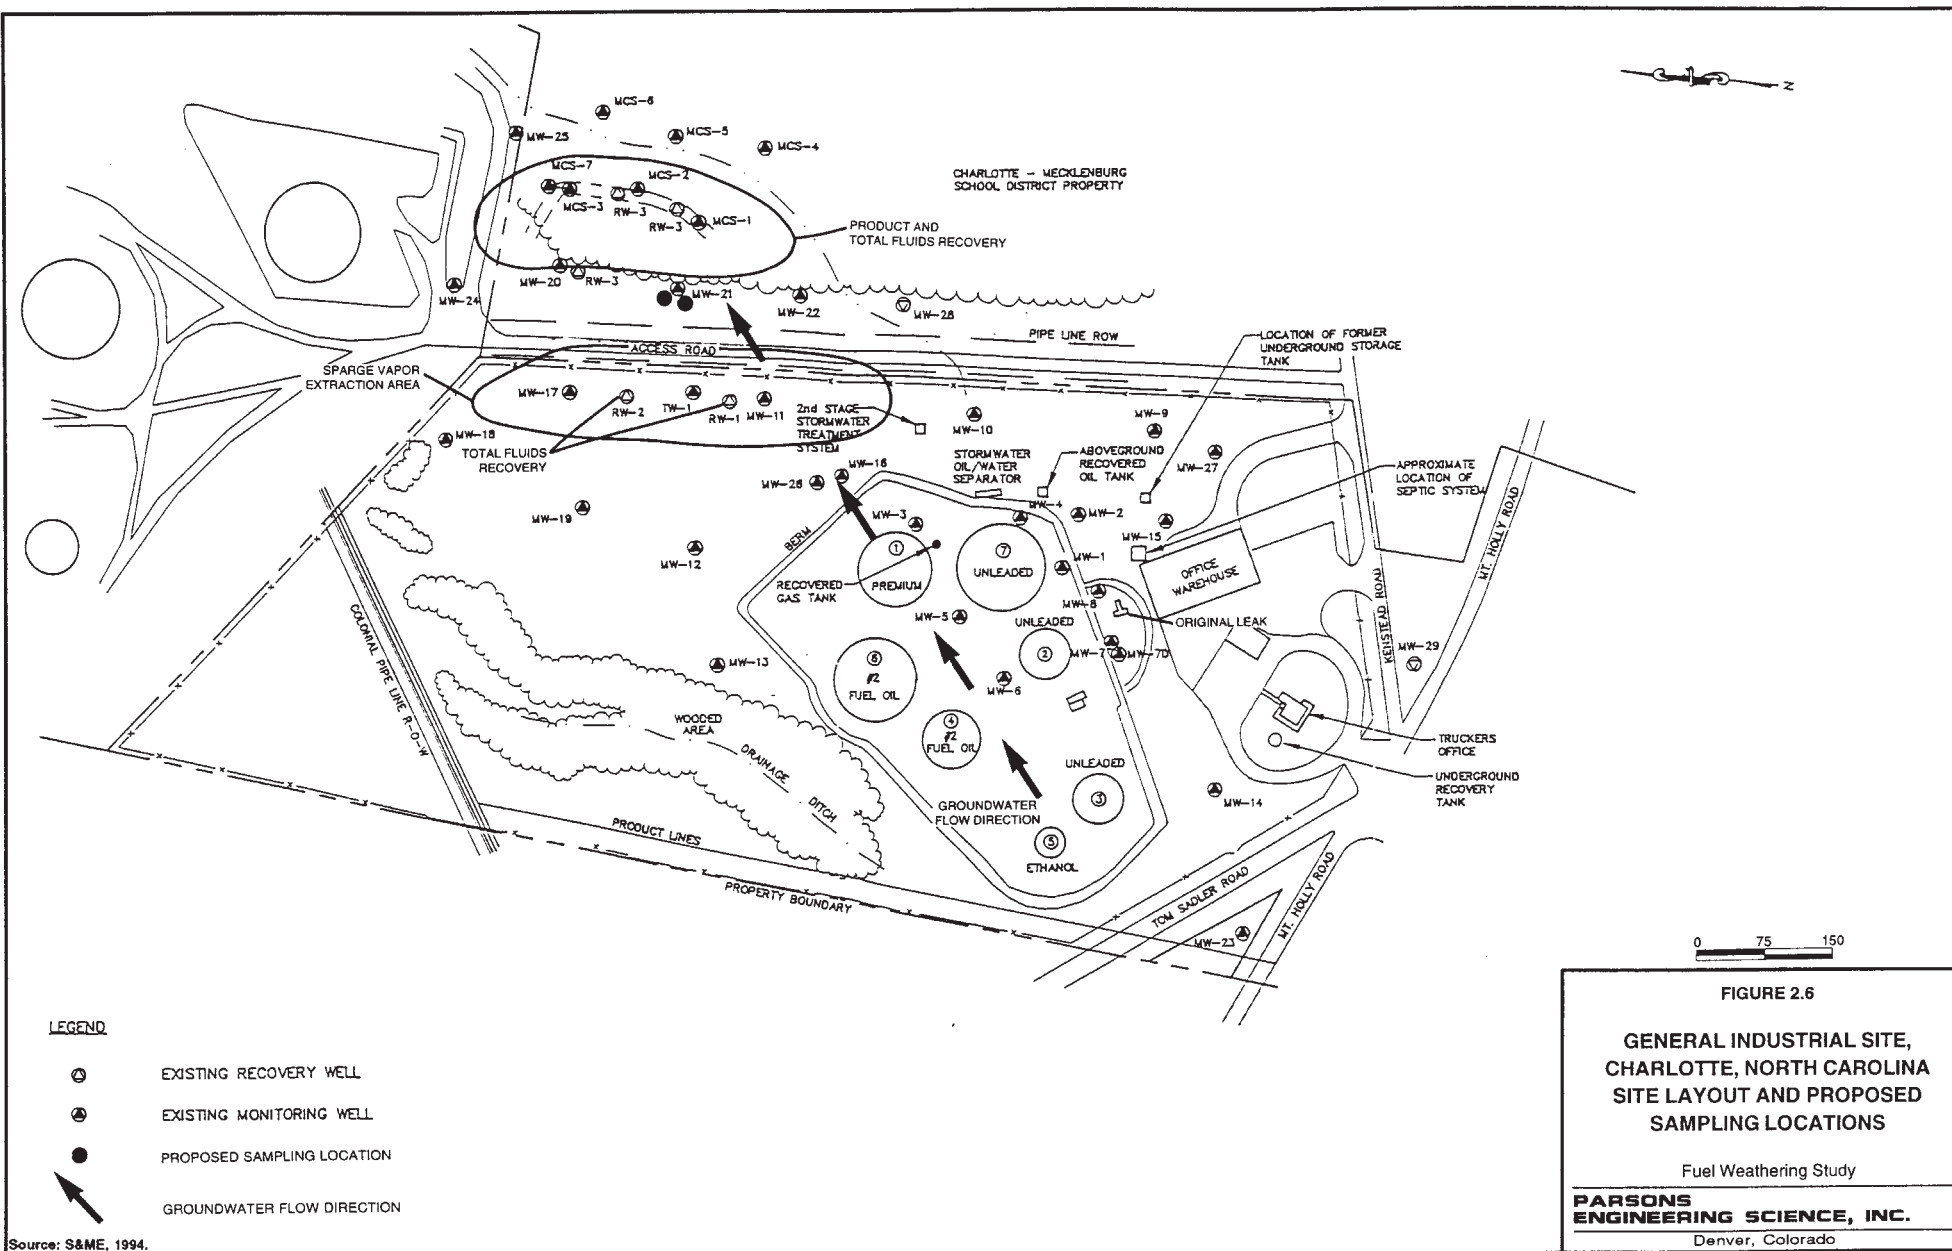 N
MCS-6
MCS-5
MCS-4
MW-25
MCS-7
MCS-2
MCS-3
RW-3
RW-3
MCS-1
CHARLOTTE - MECKLENBURG
SCHOOL DISTRICT PROPERTY
PRODUCT AND
TOTAL FLUIDS RECOVERY
MW-20
RW-3
MW-24
MW-21
MW-22
MW-28
PIPE LINE ROW
LOCATION OF FORMER
UNDERGROUND STORAGE
TANK
ACCESS ROAD
SPARGE VAPOR
EXTRACTION AREA
MW-17
RW-2
TW-1
RW-1
MW-11
2nd STAGE
STORMWATER
TREATMENT
SYSTEM
MW-10
MW-9
MW-18
TOTAL FLUIDS
RECOVERY
STORMWATER
OIL/WATER
SEPARATOR
ABOVEGROUND
RECOVERED
OIL TANK
MW-27
APPROXIMATE
LOCATION OF
SEPTIC SYSTEM
MW-16
MW-26
MW-19
MW-3
MW-4
MW-2
MW-15
MT. HOLLY ROAD
BERM
MW-12
1
PREMIUM
7
UNLEADED
MW-1
RECOVERED
GAS TANK
OFFICE
WAREHOUSE
MW-8
MW-5
UNLEADED
ORIGINAL LEAK
KENSTEAD ROAD
COLONIAL PIPE LINE R-O-W
MW-13
6
#2
FUEL OIL
2
MW-7
MW-7D
MW-29
MW-6
WOODED
AREA
4
#2
FUEL OIL
DRAINAGE
DITCH
TRUCKERS
OFFICE
UNLEADED
3
UNDERGROUND
RECOVERY
TANK
MW-14
GROUNDWATER
FLOW DIRECTION
5
ETHANOL
PRODUCT LINES
PROPERTY BOUNDARY
TOM SADLER ROAD
MT. HOLLY ROAD
MW-23
0 75 150
LEGEND
EXISTING RECOVERY WELL
EXISTING MONITORING WELL
PROPOSED SAMPLING LOCATION
GROUNDWATER FLOW DIRECTION
Source: S&ME, 1994.
FIGURE 2.6
GENERAL INDUSTRIAL SITE,
CHARLOTTE, NORTH CAROLINA
SITE LAYOUT AND PROPOSED
SAMPLING LOCATIONS
Fuel Weathering Study
PARSONS
ENGINEERING SCIENCE, INC.
Denver, Colorado